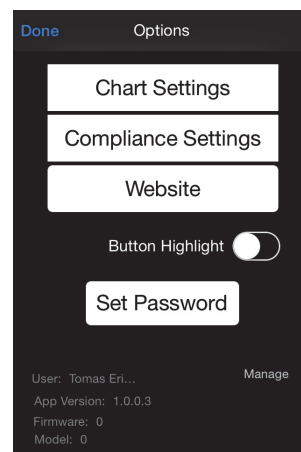 Done Options
Chart Settings
Compliance Settings
Website
Button Highlight
Set Password
User: Tomas Eri... Manage
App Version: 1.0.0.3
Firmware: 0
Model: 0